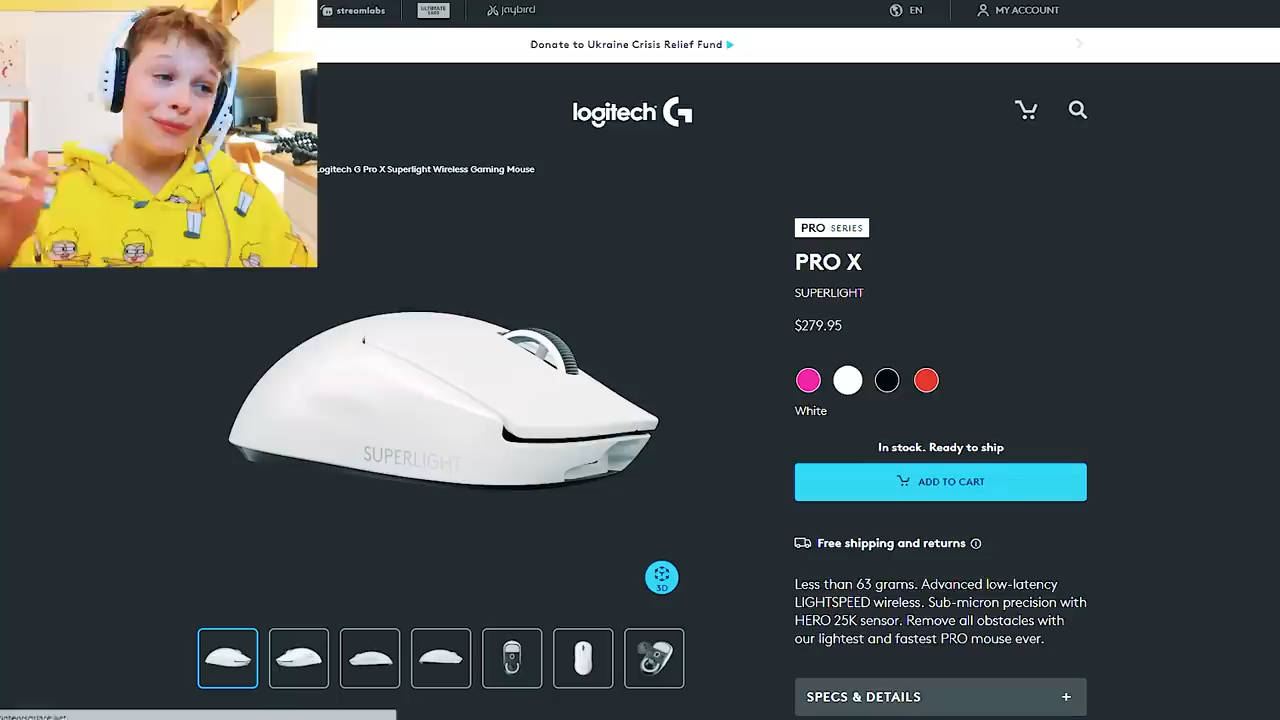 streamlabs
ULTIMATE EARS
jaybird
EN
MY ACCOUNT
Donate to Ukraine Crisis Relief Fund
logitech G
Logitech G Pro X Superlight Wireless Gaming Mouse
PRO SERIES
PRO X
SUPERLIGHT
$279.95
White
In stock. Ready to ship
ADD TO CART
Free shipping and returns
Less than 63 grams. Advanced low-latency
LIGHTSPEED wireless. Sub-micron precision with
HERO 25K sensor. Remove all obstacles with
our lightest and fastest PRO mouse ever.
SUPERLIGHT
3D
SPECS & DETAILS